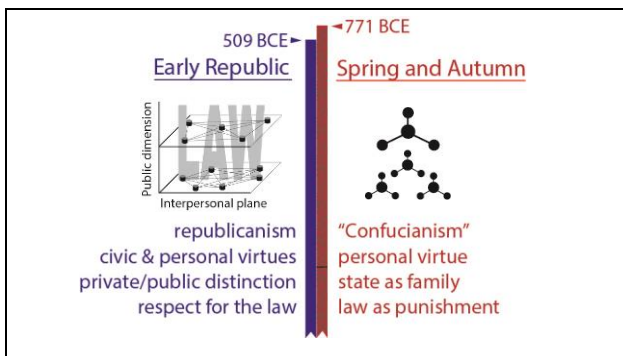 509 BCE
771 BCE
Early Republic
Spring and Autumn
LAW
Public dimension
Interpersonal plane
republicanism
civic & personal virtues
private/public distinction
respect for the law
“Confucianism”
personal virtue
state as family
law as punishment